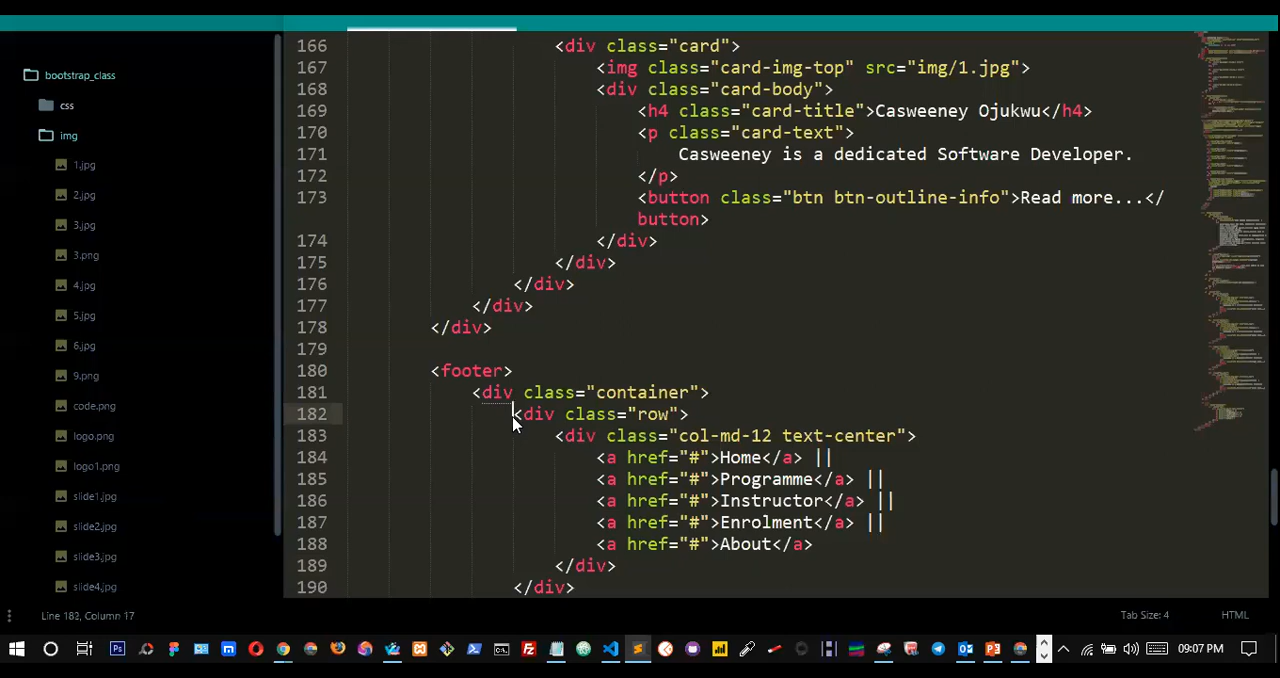 bootstrap_class
css
img
1.jpg
2.jpg
3.jpg
3.png
4.jpg
5.jpg
6.jpg
9.png
code.png
logo.png
logo1.png
slide1.jpg
slide2.jpg
slide3.jpg
slide4.jpg
166 <div class="card">
167 <img class="card-img-top" src="img/1.jpg">
168 <div class="card-body">
169 <h4 class="card-title">Casweeney Ojukwu</h4>
170 <p class="card-text">
171 Casweeney is a dedicated Software Developer.
172 </p>
173 <button class="btn btn-outline-info">Read more...</
button>
174 </div>
175 </div>
176 </div>
177 </div>
178 </div>
179
180 <footer>
181 <div class="container">
182 <div class="row">
183 <div class="col-md-12 text-center">
184 <a href="#">Home</a> ||
185 <a href="#">Programme</a> ||
186 <a href="#">Instructor</a> ||
187 <a href="#">Enrolment</a> ||
188 <a href="#">About</a>
189 </div>
190 </div>
Line 182, Column 17
Tab Size: 4
HTML
09:07 PM